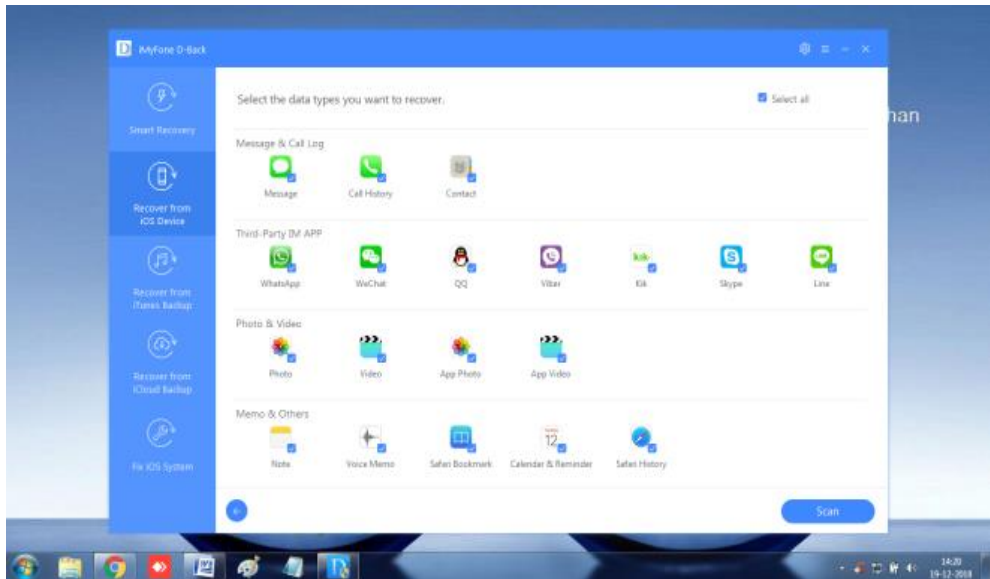 iMyFone D-Back
Smart Recovery
Recover from
iOS Device
Recover from
iTunes Backup
Recover from
iCloud Backup
Fix iOS System
Select the data types you want to recover.
Select all
Message & Call Log
Message
Call History
Contact
Third-Party IM APP
WhatsApp
WeChat
QQ
Viber
kik
Kik
Skype
Line
Photo & Video
Photo
Video
App Photo
App Video
Memo & Others
12
Note
Voice Memo
Safari Bookmark
Calendar & Reminder
Safari History
Scan
han
14:20
19-12-2018